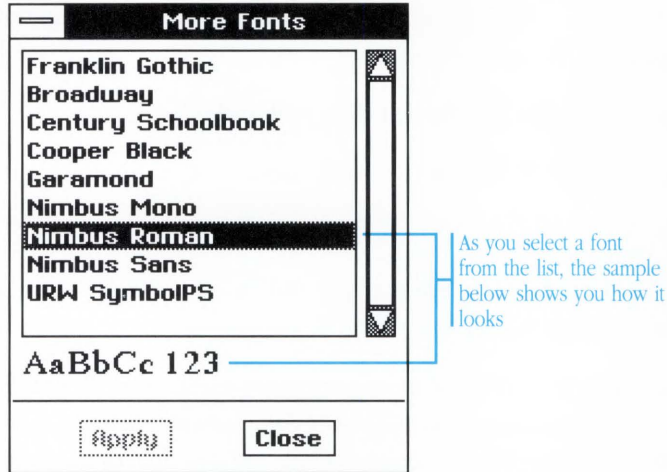 More Fonts
Franklin Gothic
Broadway
Century Schoolbook
Cooper Black
Garamond
Nimbus Mono
Nimbus Roman
Nimbus Sans
URW SymbolPS
AaBbCc 123
Apply
Close
As you select a font
from the list, the sample
below shows you how it
looks